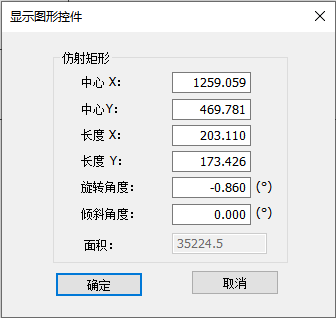 显示图形控件
仿射矩形
中心 X: 1259.059
中心Y: 469.781
长度 X: 203.110
长度 Y: 173.426
旋转角度: -0.860 (°)
倾斜角度: 0.000 (°)
面积: 35224.5
确定 取消